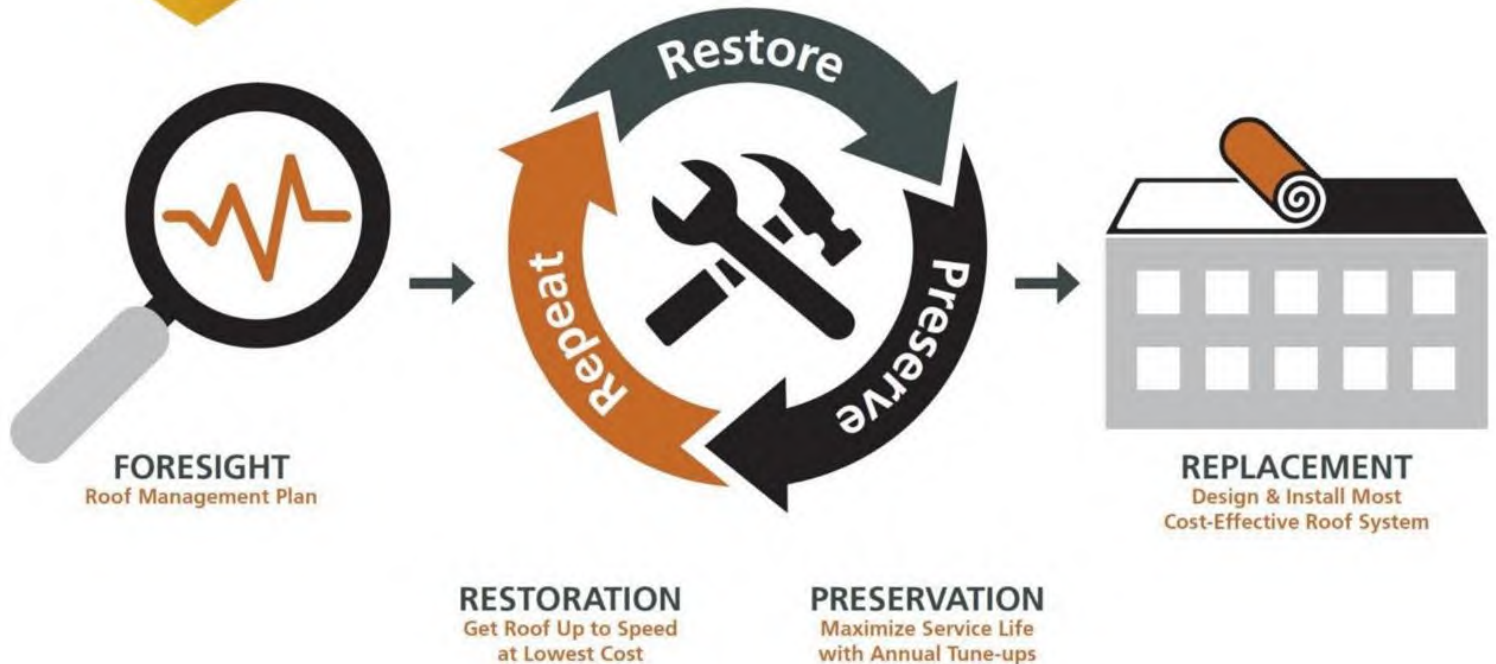 Restore
Preserve
Repeat
FORESIGHT
Roof Management Plan
REPLACEMENT
Design & Install Most
Cost-Effective Roof System
RESTORATION
Get Roof Up to Speed
at Lowest Cost
PRESERVATION
Maximize Service Life
with Annual Tune-ups